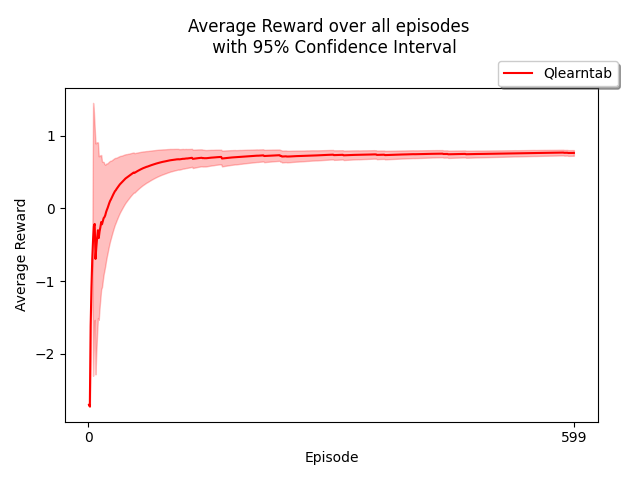 Average Reward over all episodes
with 95% Confidence Interval
Qlearntab
1
0
−1
−2
Average Reward
0
599
Episode